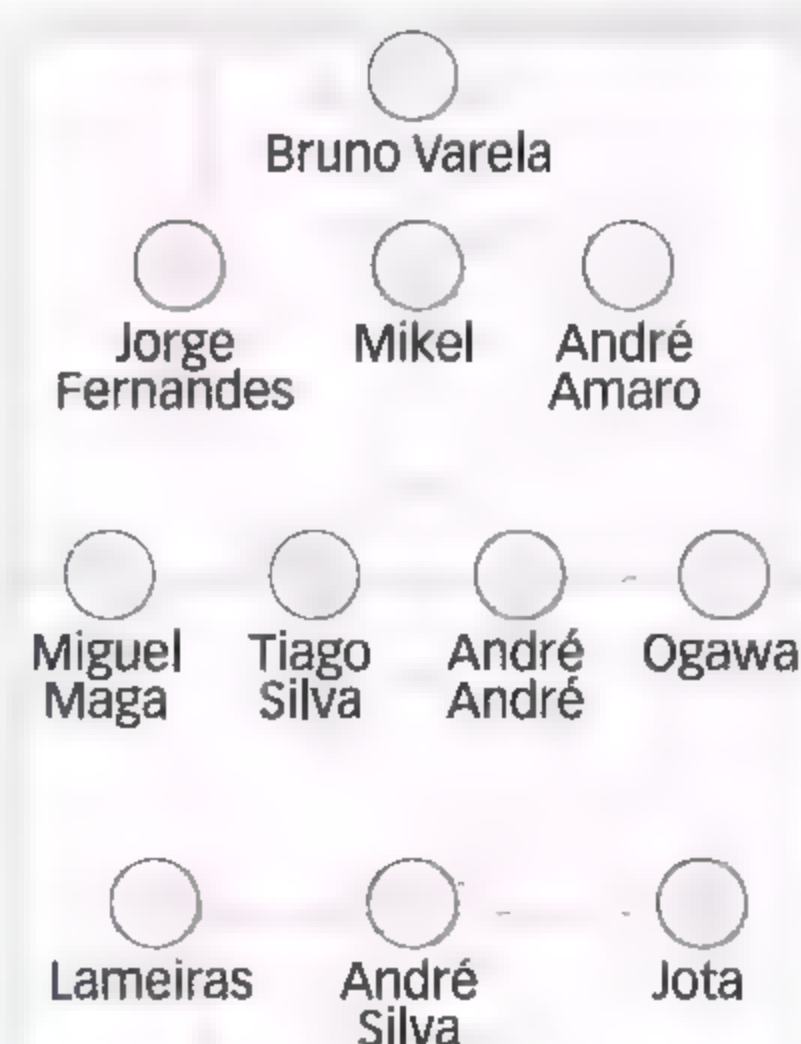 Bruno Varela
Jorge Fernandes
Mikel
André Amaro
Miguel Maga
Tiago Silva
André André
Ogawa
Lameiras
André Silva
Jota